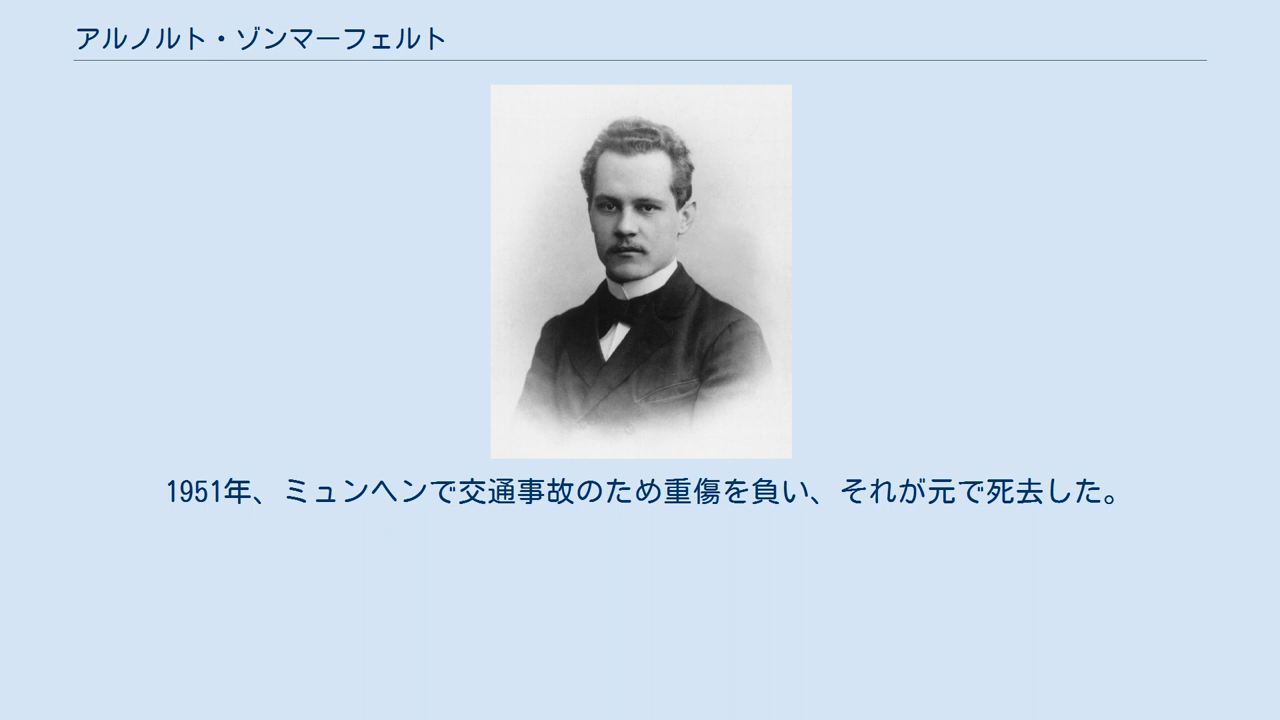 アルノルト・ゾンマーフェルト
1951年、ミュンヘンで交通事故のため重傷を負い、それが元で死去した。